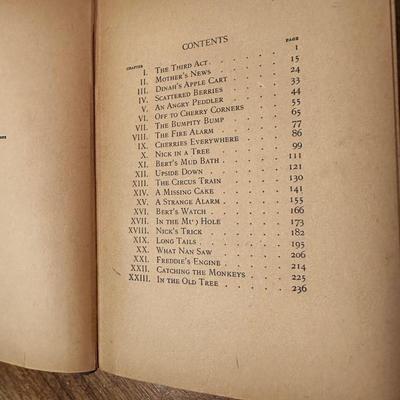 CONTENTS
CHAPTER PAGE
I. THE THIRD ACT . . . . . . 1
II. MOTHER'S NEWS . . . . . . 15
III. DINAH'S APPLE CART . . . . . 24
IV. SCATTERED BERRIES . . . . . 33
V. AN ANGRY PEDDLER . . . . . 44
VI. OFF TO CHERRY CORNERS . . . . 55
VII. THE BUMPITY BUMP . . . . . 65
VIII. THE FIRE ALARM . . . . . 77
IX. CHERRIES EVERYWHERE . . . . 86
X. NICK IN A TREE . . . . . 99
XI. BERT'S MUD BATH . . . . . 111
XII. UPSIDE DOWN . . . . . . 121
XIII. THE CIRCUS TRAIN . . . . . 130
XIV. A MISSING CAKE . . . . . 141
XV. A STRANGE ALARM . . . . . 155
XVI. BERT'S WATCH . . . . . . 166
XVII. IN THE MUD HOLE . . . . . 173
XVIII. NICK'S TRICK . . . . . . 182
XIX. LONG TAILS . . . . . . 195
XX. WHAT NAN SAW . . . . . . 206
XXI. FREDDIE'S ENGINE . . . . . 214
XXII. CATCHING THE MONKEYS . . . . 225
XXIII. IN THE OLD TREE . . . . . 236